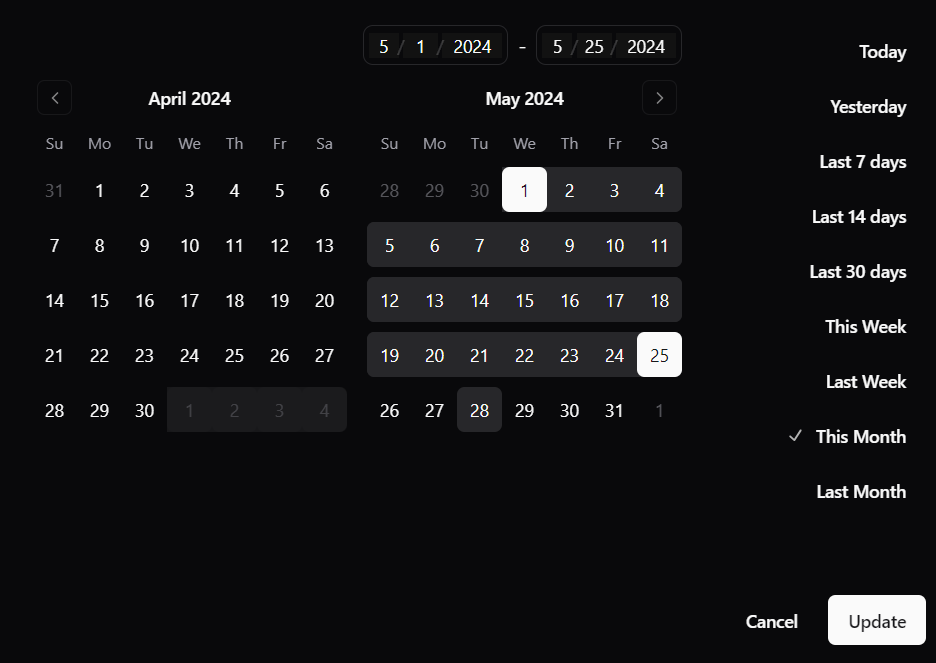 5 / 1 / 2024 - 5 / 25 / 2024
April 2024
Su Mo Tu We Th Fr Sa
31 1 2 3 4 5 6
7 8 9 10 11 12 13
14 15 16 17 18 19 20
21 22 23 24 25 26 27
28 29 30 1 2 3 4
May 2024
Su Mo Tu We Th Fr Sa
28 29 30 1 2 3 4
5 6 7 8 9 10 11
12 13 14 15 16 17 18
19 20 21 22 23 24 25
26 27 28 29 30 31 1
Today
Yesterday
Last 7 days
Last 14 days
Last 30 days
This Week
Last Week
This Month
Last Month
Cancel
Update